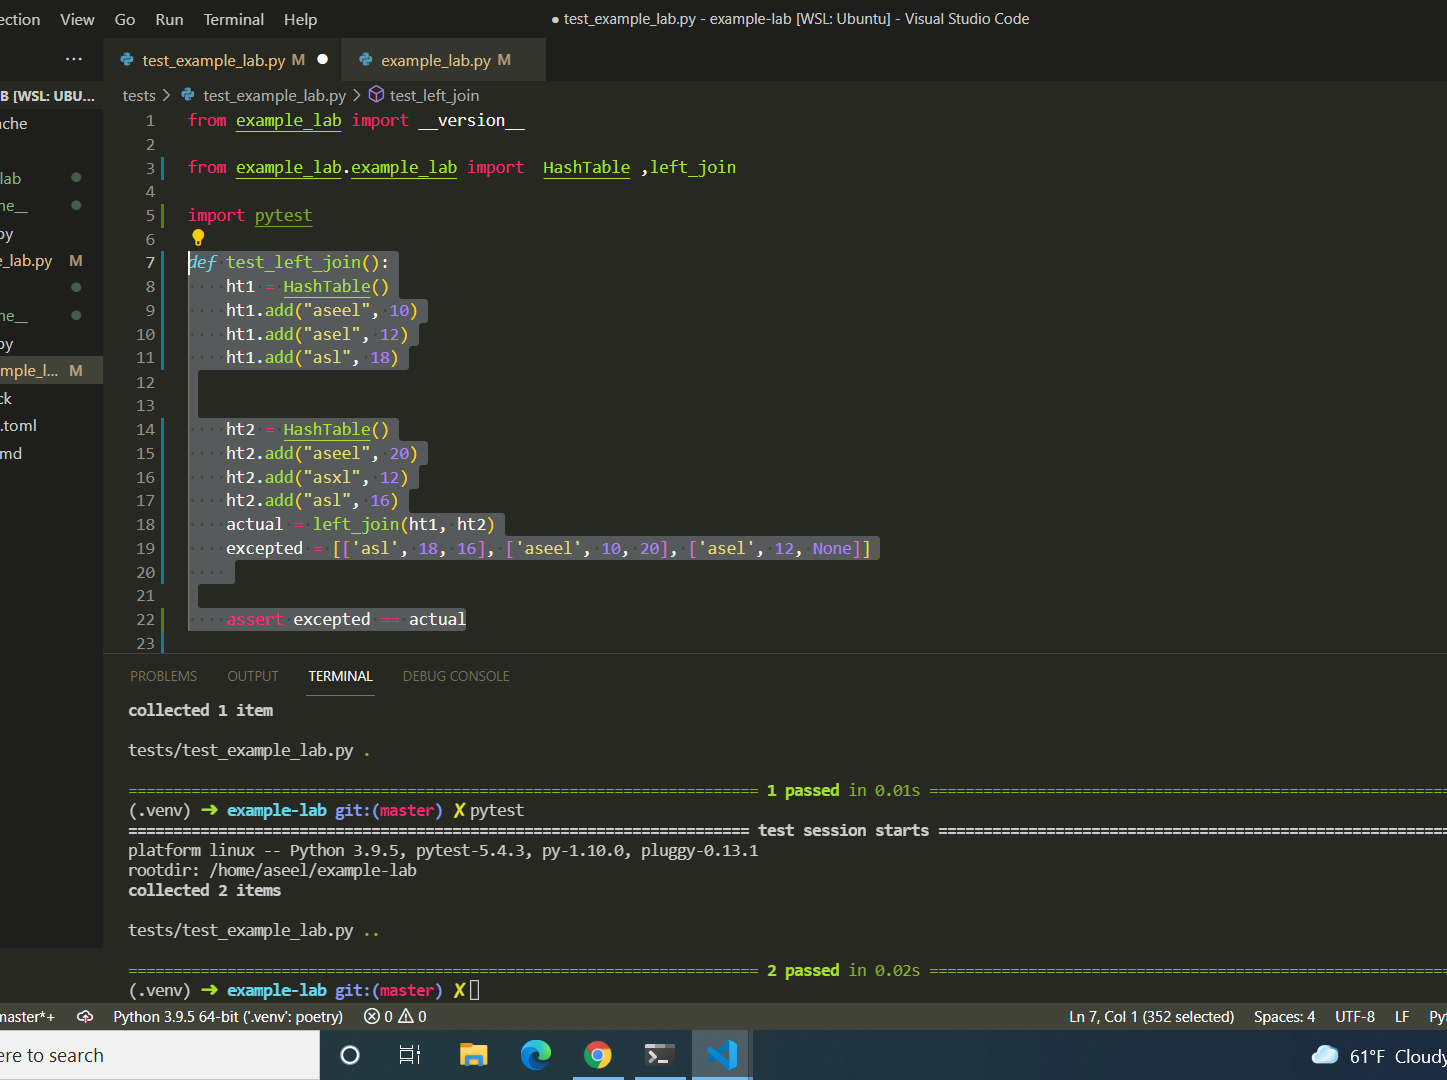 ection View Go Run Terminal Help
● test_example_lab.py - example-lab [WSL: Ubuntu] - Visual Studio Code
··· test_example_lab.py M ● example_lab.py M
B [WSL: UBU...
tests > test_example_lab.py > test_left_join
che
lab
ne__
py
e_lab.py M
ne__
py
mple_l... M
ck
.toml
md
1 from example_lab import __version__
2
3 from example_lab.example_lab import  HashTable ,left_join
4
5 import pytest
6
7 def test_left_join():
8     ht1 = HashTable()
9     ht1.add("aseel", 10)
10     ht1.add("asel", 12)
11     ht1.add("asl", 18)
12
13
14     ht2 = HashTable()
15     ht2.add("aseel", 20)
16     ht2.add("asxl", 12)
17     ht2.add("asl", 16)
18     actual = left_join(ht1, ht2)
19     excepted = [['asl', 18, 16], ['aseel', 10, 20], ['asel', 12, None]]
20
21
22     assert excepted == actual
23
PROBLEMS OUTPUT TERMINAL DEBUG CONSOLE
collected 1 item
tests/test_example_lab.py .
====================================================================== 1 passed in 0.01s ==========================================================
(.venv) ➜ example-lab git:(master) ✗ pytest
===================================================================== test session starts =========================================================
platform linux -- Python 3.9.5, pytest-5.4.3, py-1.10.0, pluggy-0.13.1
rootdir: /home/aseel/example-lab
collected 2 items
tests/test_example_lab.py ..
====================================================================== 2 passed in 0.02s ==========================================================
(.venv) ➜ example-lab git:(master) ✗
master*+ Python 3.9.5 64-bit ('.venv': poetry) 0 0 Ln 7, Col 1 (352 selected) Spaces: 4 UTF-8 LF Py
ere to search 61°F Cloudy